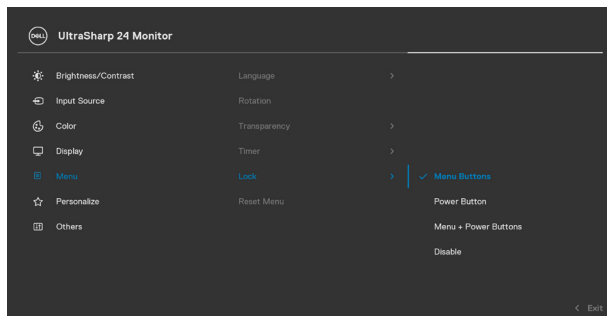 DELL UltraSharp 24 Monitor
Brightness/Contrast Language >
Input Source Rotation
Color Transparency >
Display Timer >
Menu Lock > Menu Buttons
Personalize Reset Menu Power Button
Others Menu + Power Buttons
Disable
< Exit